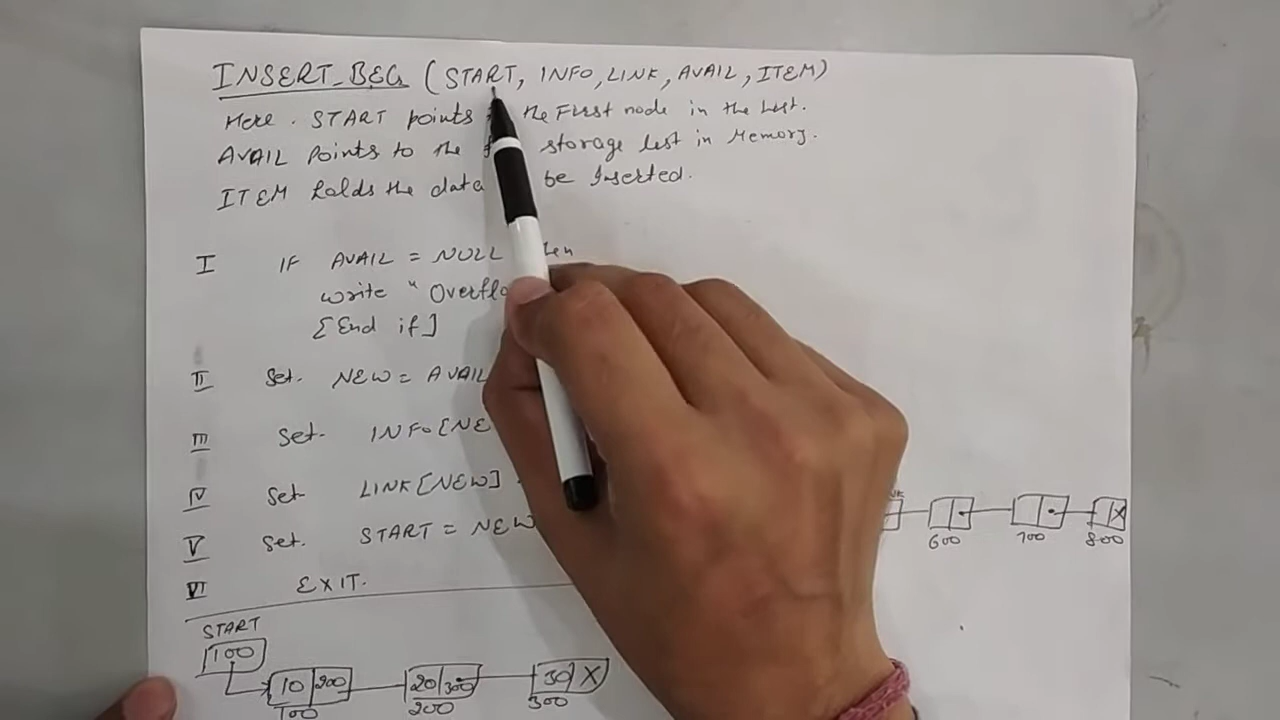 INSERT_BEG (START, INFO, LINK, AVAIL, ITEM)
Here. START points the First node in the List.
AVAIL Points to the storage list in Memory.
ITEM holds the data be Inserted.
I IF AVAIL = NULL
write "Overflo
[End if]
II Set. NEW = AVAIL
III Set. INFO[NE
IV Set LINK[NEW]
V Set. START = NEW
VI EXIT.
600 700 X 800
START
100
10 200 20 300 30 X
100 200 300